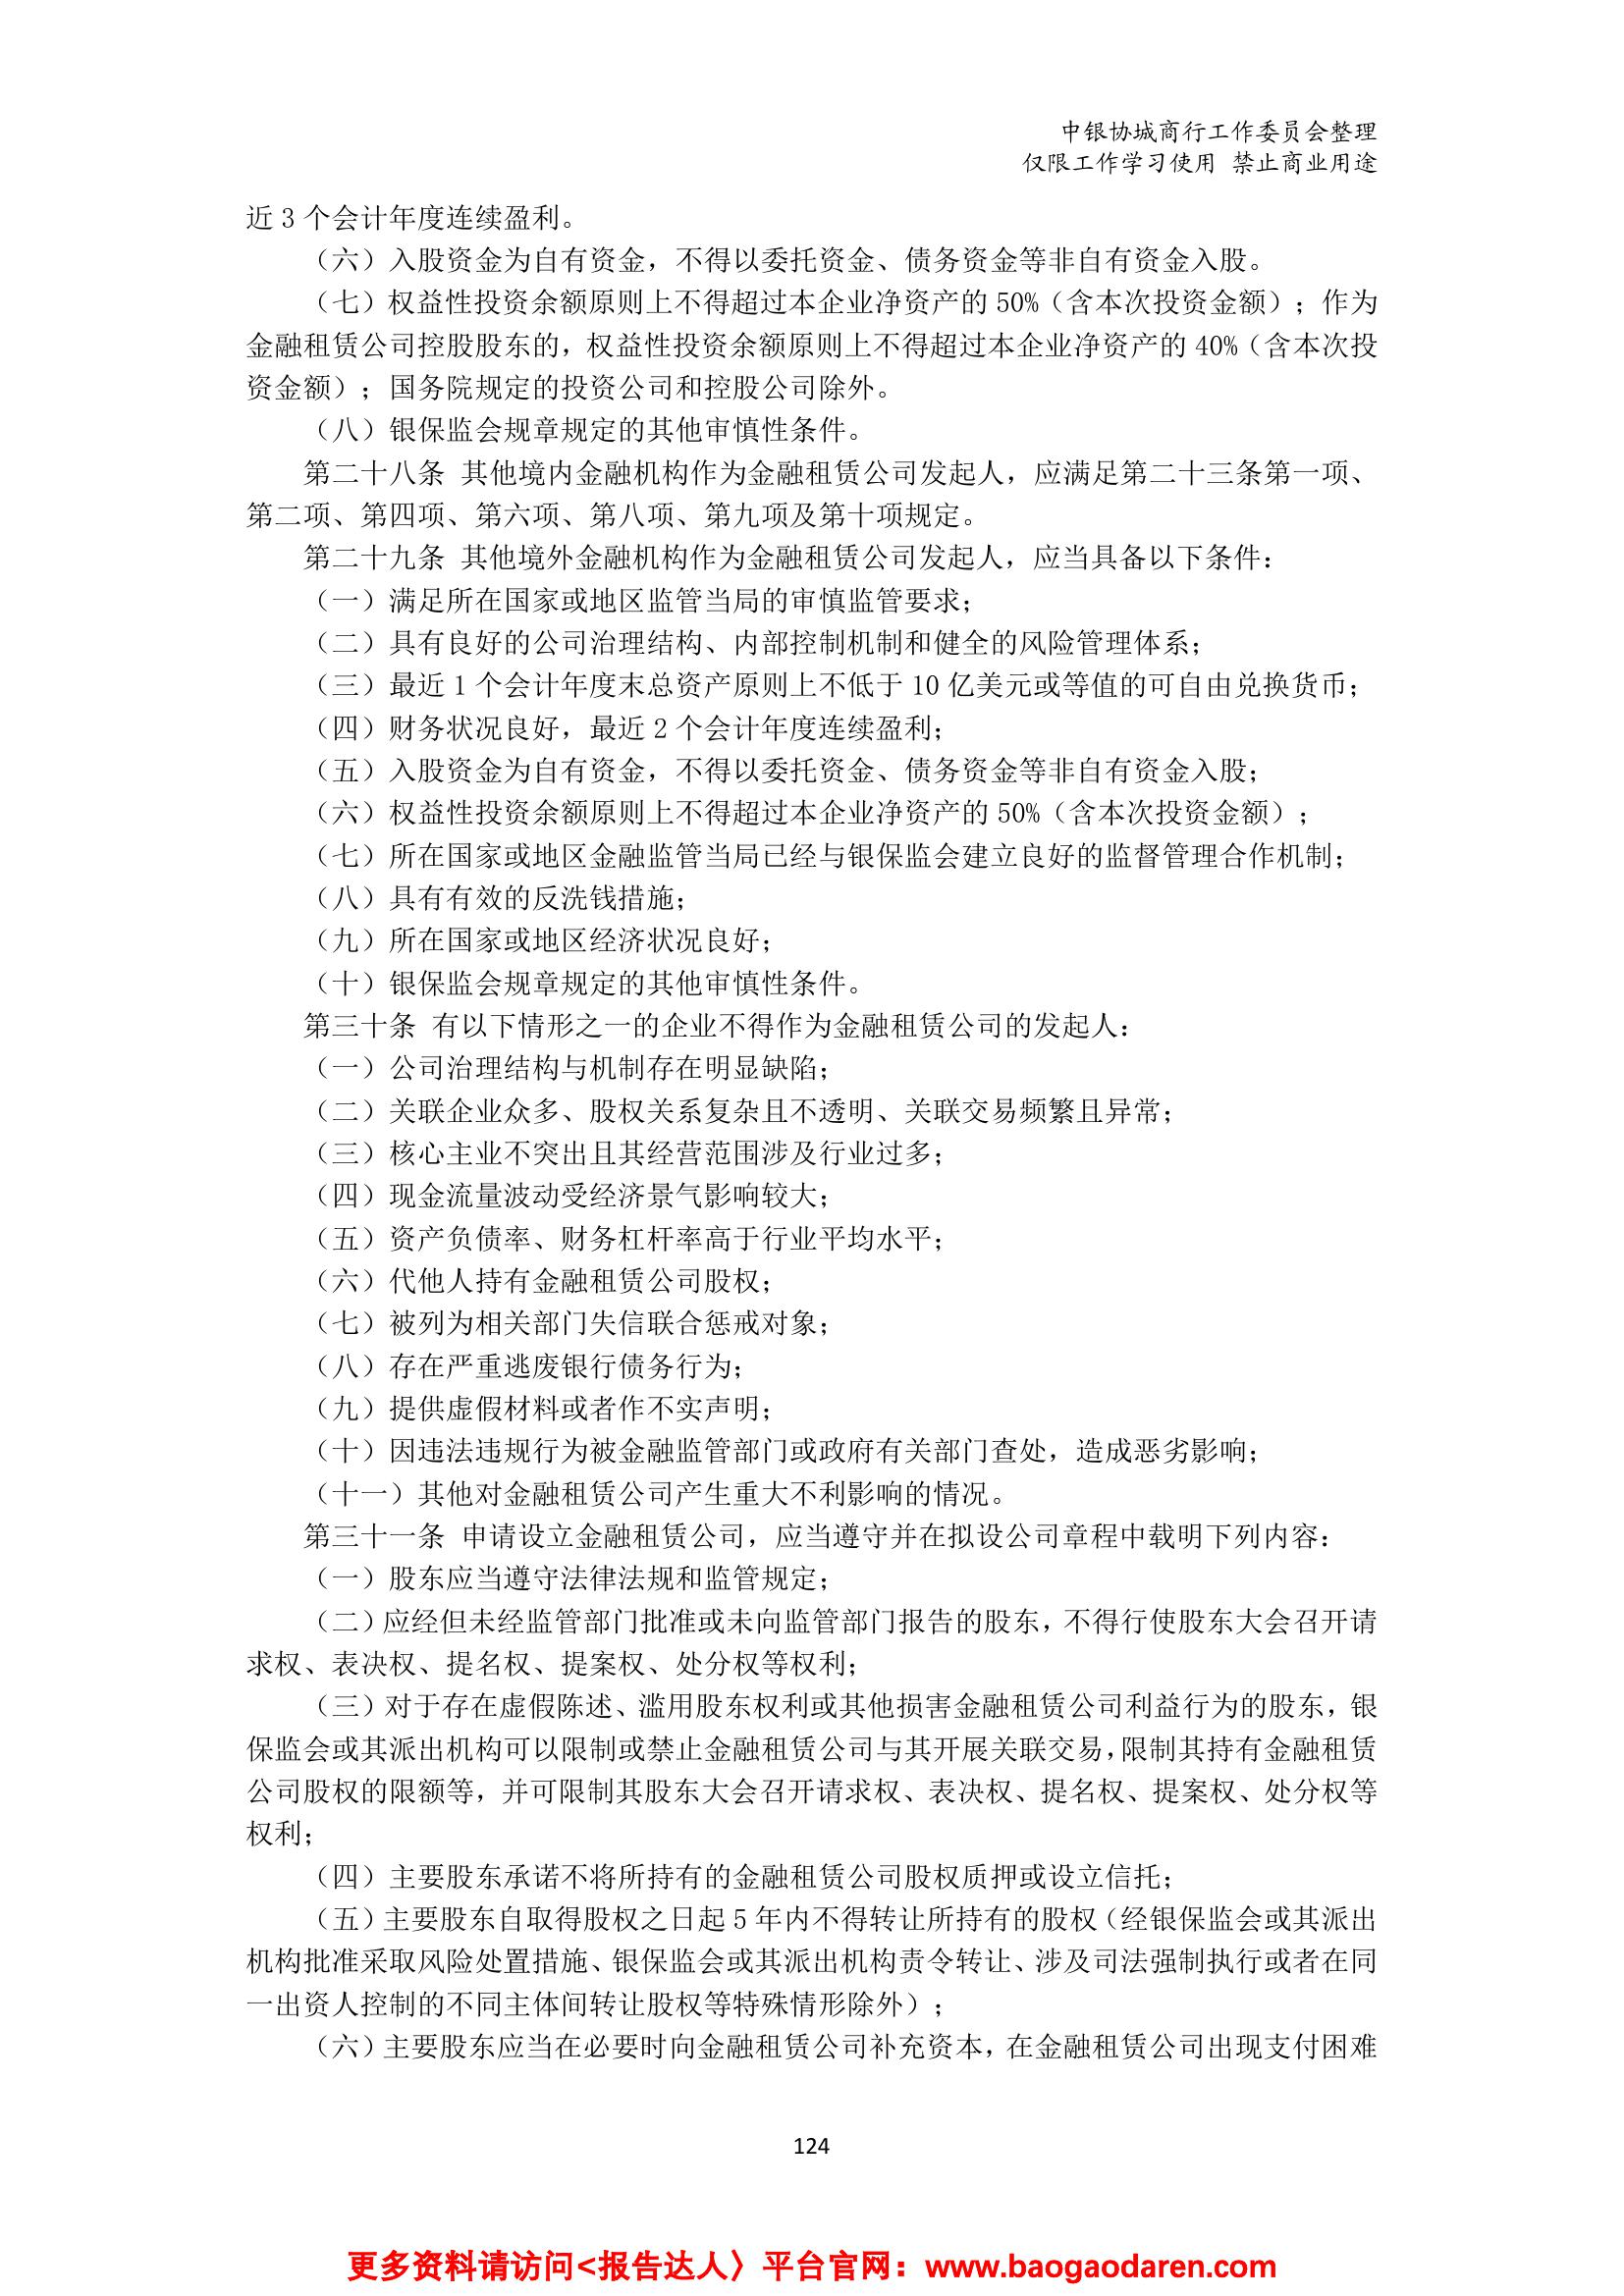 中银协城商行工作委员会整理
仅限工作学习使用 禁止商业用途
近 3 个会计年度连续盈利。
（六）入股资金为自有资金，不得以委托资金、债务资金等非自有资金入股。
（七）权益性投资余额原则上不得超过本企业净资产的 50%（含本次投资金额）；作为
金融租赁公司控股股东的，权益性投资余额原则上不得超过本企业净资产的 40%（含本次投
资金额）；国务院规定的投资公司和控股公司除外。
（八）银保监会规章规定的其他审慎性条件。
第二十八条 其他境内金融机构作为金融租赁公司发起人，应满足第二十三条第一项、
第二项、第四项、第六项、第八项、第九项及第十项规定。
第二十九条 其他境外金融机构作为金融租赁公司发起人，应当具备以下条件：
（一）满足所在国家或地区监管当局的审慎监管要求；
（二）具有良好的公司治理结构、内部控制机制和健全的风险管理体系；
（三）最近 1 个会计年度末总资产原则上不低于 10 亿美元或等值的可自由兑换货币；
（四）财务状况良好，最近 2 个会计年度连续盈利；
（五）入股资金为自有资金，不得以委托资金、债务资金等非自有资金入股；
（六）权益性投资余额原则上不得超过本企业净资产的 50%（含本次投资金额）；
（七）所在国家或地区金融监管当局已经与银保监会建立良好的监督管理合作机制；
（八）具有有效的反洗钱措施；
（九）所在国家或地区经济状况良好；
（十）银保监会规章规定的其他审慎性条件。
第三十条 有以下情形之一的企业不得作为金融租赁公司的发起人：
（一）公司治理结构与机制存在明显缺陷；
（二）关联企业众多、股权关系复杂且不透明、关联交易频繁且异常；
（三）核心主业不突出且其经营范围涉及行业过多；
（四）现金流量波动受经济景气影响较大；
（五）资产负债率、财务杠杆率高于行业平均水平；
（六）代他人持有金融租赁公司股权；
（七）被列为相关部门失信联合惩戒对象；
（八）存在严重逃废银行债务行为；
（九）提供虚假材料或者作不实声明；
（十）因违法违规行为被金融监管部门或政府有关部门查处，造成恶劣影响；
（十一）其他对金融租赁公司产生重大不利影响的情况。
第三十一条 申请设立金融租赁公司，应当遵守并在拟设公司章程中载明下列内容：
（一）股东应当遵守法律法规和监管规定；
（二）应经但未经监管部门批准或未向监管部门报告的股东，不得行使股东大会召开请
求权、表决权、提名权、提案权、处分权等权利；
（三）对于存在虚假陈述、滥用股东权利或其他损害金融租赁公司利益行为的股东，银
保监会或其派出机构可以限制或禁止金融租赁公司与其开展关联交易，限制其持有金融租赁
公司股权的限额等，并可限制其股东大会召开请求权、表决权、提名权、提案权、处分权等
权利；
（四）主要股东承诺不将所持有的金融租赁公司股权质押或设立信托；
（五）主要股东自取得股权之日起 5 年内不得转让所持有的股权（经银保监会或其派出
机构批准采取风险处置措施、银保监会或其派出机构责令转让、涉及司法强制执行或者在同
一出资人控制的不同主体间转让股权等特殊情形除外）；
（六）主要股东应当在必要时向金融租赁公司补充资本，在金融租赁公司出现支付困难
124
更多资料请访问<报告达人〉平台官网：www.baogaodaren.com